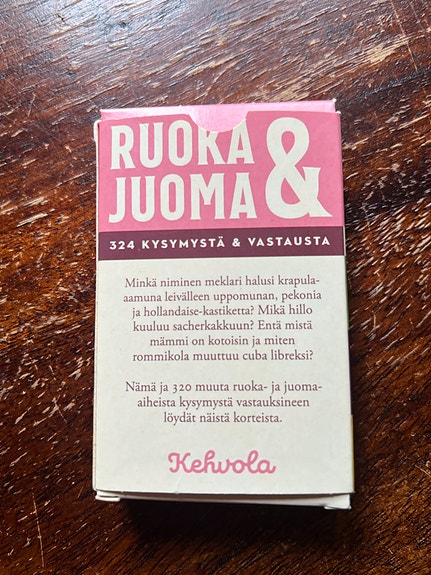 RUOKA &
JUOMA
324 KYSYMYSTÄ & VASTAUSTA
Minkä niminen meklari halusi krapula-
aamuna leivälleen uppomunan, pekonia
ja hollandaise-kastiketta? Mikä hillo
kuuluu sacherkakkuun? Entä mistä
mämmi on kotoisin ja miten
rommikola muuttuu cuba libreksi?
Nämä ja 320 muuta ruoka- ja juoma-
aiheista kysymystä vastauksineen
löydät näistä korteista.
Kehvola